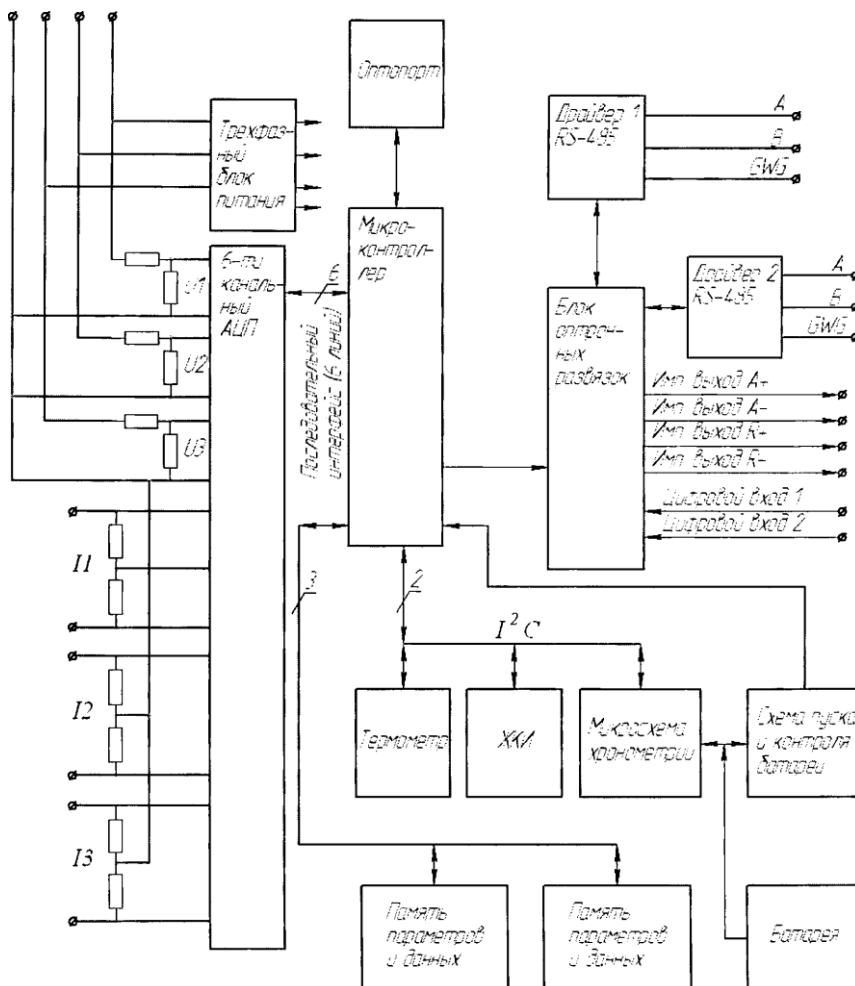 Оптопорт
Трехфаз-
ный
блок
питания
Драйвер 1
RS-485
A
B
GWG
Микро-
контрол-
лер
6-ти
каналь-
ный
АЦП
6
Последовательный
интерфейс (6 линий)
U1
U2
U3
Блок
оптрон-
ных
развязок
Драйвер 2
RS-485
A
B
GWG
Имп выход A+
Имп выход A-
Имп выход R+
Имп выход R-
Цифровой вход 1
Цифровой вход 2
I1
I2
I3
3
2
I² C
Термометр
ЖКИ
Микросхема
хронометрии
Схема пуска
и контроля
батареи
Память
параметров
и данных
Память
параметров
и данных
Батарея